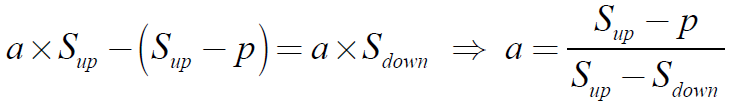 a × S_up − (S_up − p) = a × S_down ⇒ a = (S_up − p) / (S_up − S_down)